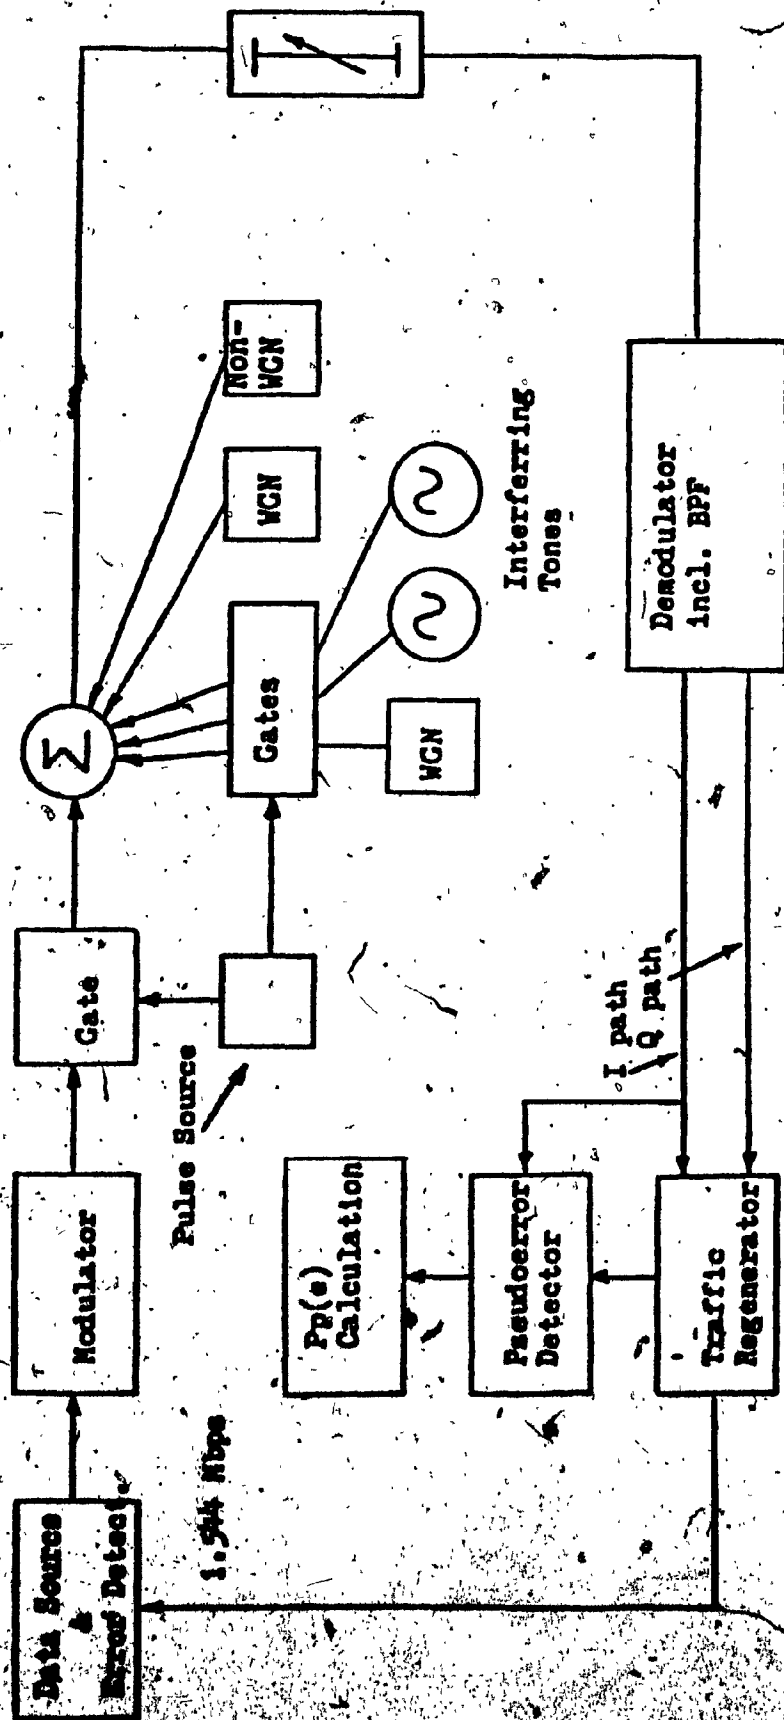 Data Source
&
Error Detect.
1.544 Mbps
Modulator
Gate
Pulse Source
Σ
Gates
WGN
WGN
Non-
WGN
Interferring
Tones
Demodulator
incl. BPF
I path
Q path
Pp(e)
Calculation
Pseudoerror
Detector
Traffic
Regenerator